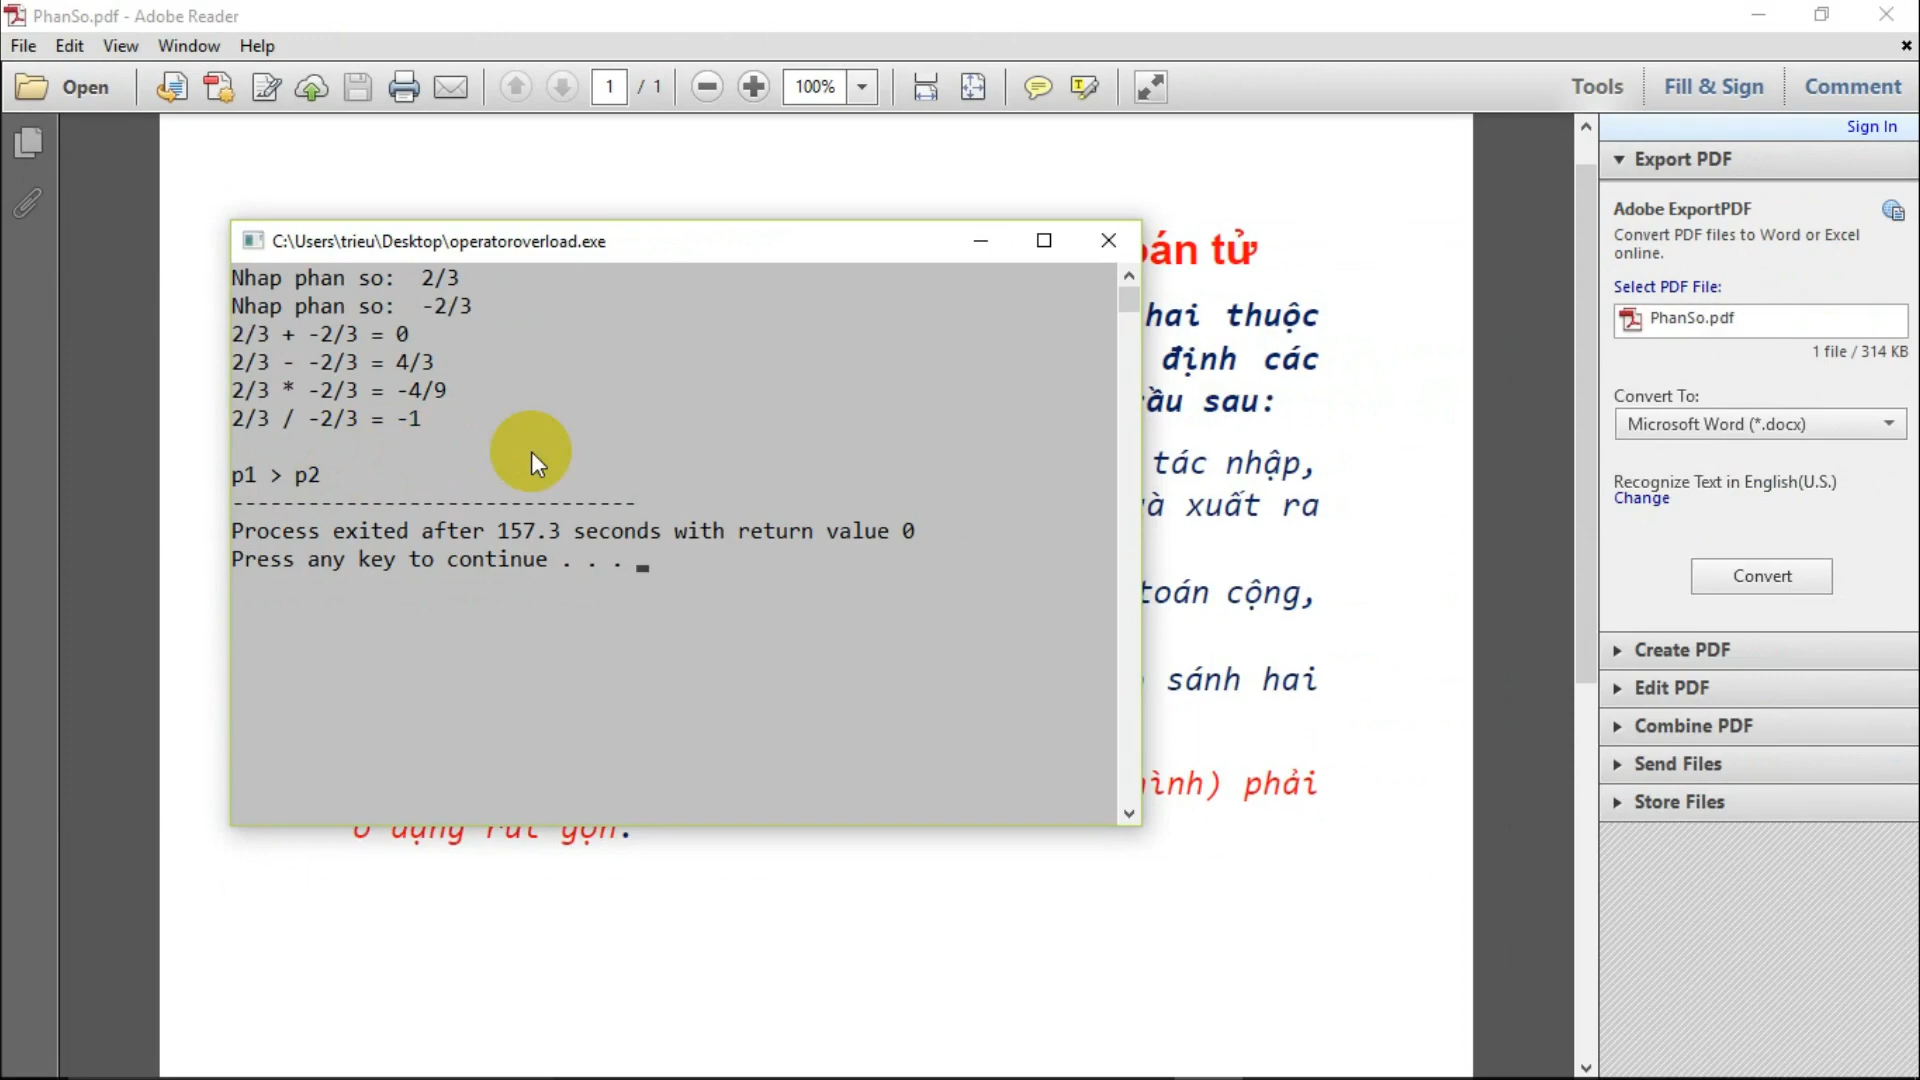 PhanSo.pdf - Adobe Reader
File Edit View Window Help
Open 1 / 1 100% Tools Fill & Sign Comment
Sign In
Export PDF
Adobe ExportPDF
Convert PDF files to Word or Excel
online.
Select PDF File:
PhanSo.pdf
1 file / 314 KB
Convert To:
Microsoft Word (*.docx)
Recognize Text in English(U.S.)
Change
Convert
Create PDF
Edit PDF
Combine PDF
Send Files
Store Files
C:\Users\trieu\Desktop\operatoroverload.exe
Nhap phan so:  2/3
Nhap phan so:  -2/3
2/3 + -2/3 = 0
2/3 - -2/3 = 4/3
2/3 * -2/3 = -4/9
2/3 / -2/3 = -1
p1 > p2
--------------------------------
Process exited after 157.3 seconds with return value 0
Press any key to continue . . .
tử
hai thuộc
định các
sau:
tác nhập,
xuất ra
toán cộng,
sánh hai
phải
dạng rút gọn.